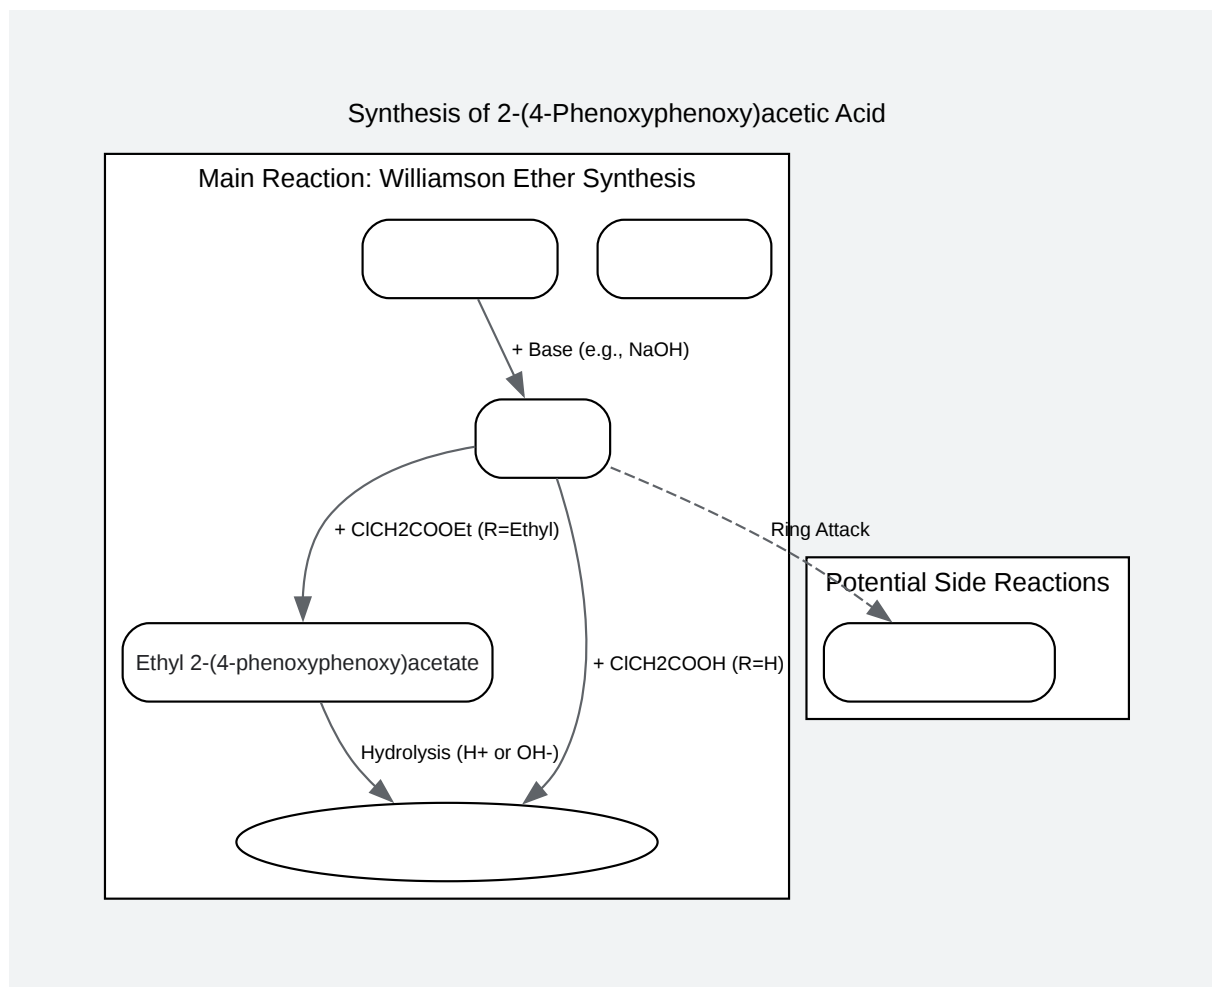 Synthesis of 2-(4-Phenoxyphenoxy)acetic Acid
Main Reaction: Williamson Ether Synthesis
+ Base (e.g., NaOH)
+ ClCH2COOEt (R=Ethyl)
Ring Attack
Potential Side Reactions
Ethyl 2-(4-phenoxyphenoxy)acetate
+ ClCH2COOH (R=H)
Hydrolysis (H+ or OH-)